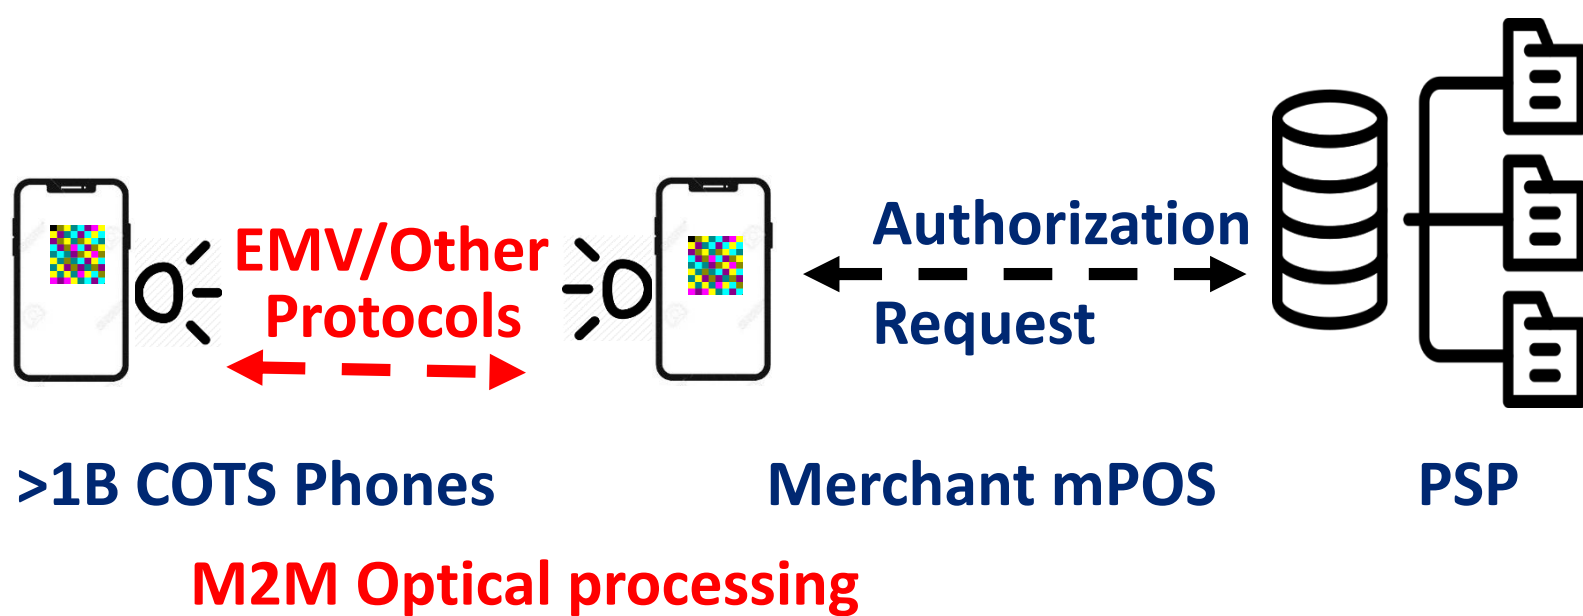 EMV/Other
Protocols
Authorization
Request
>1B COTS Phones
Merchant mPOS
PSP
M2M Optical processing